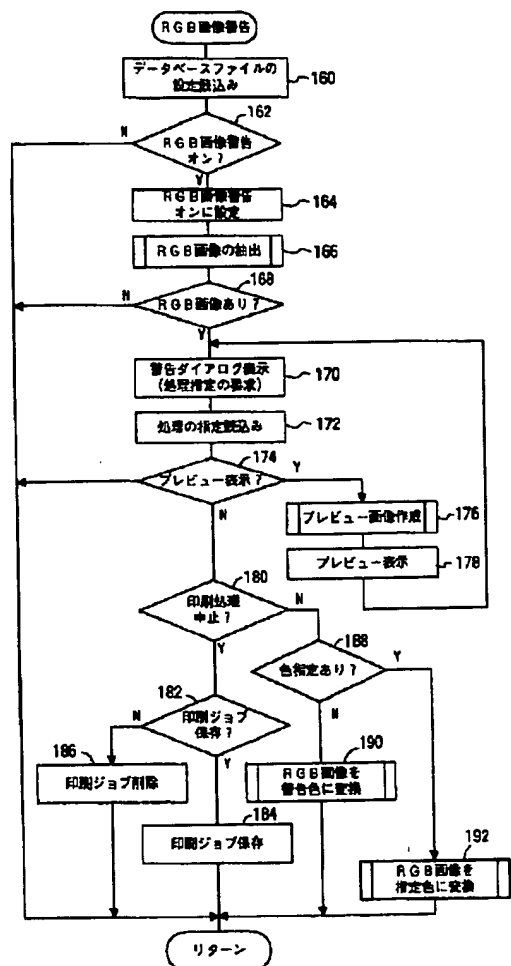 RGB画像警告
データベースファイルの
設定読込み
160
162
N
RGB画像警告
オン?
Y
RGB画像警告
オンに設定
164
RGB画像の抽出
166
168
N
RGB画像あり?
Y
警告ダイアログ表示
(処理指定の要求)
170
処理の指定読込み
172
174
プレビュー表示?
Y
N
プレビュー画像作成
176
プレビュー表示
178
180
印刷処理
中止?
N
Y
188
色指定あり?
Y
N
182
印刷ジョブ
保存?
N
Y
186
印刷ジョブ削除
190
RGB画像を
警告色に変換
184
印刷ジョブ保存
192
RGB画像を
指定色に変換
リターン